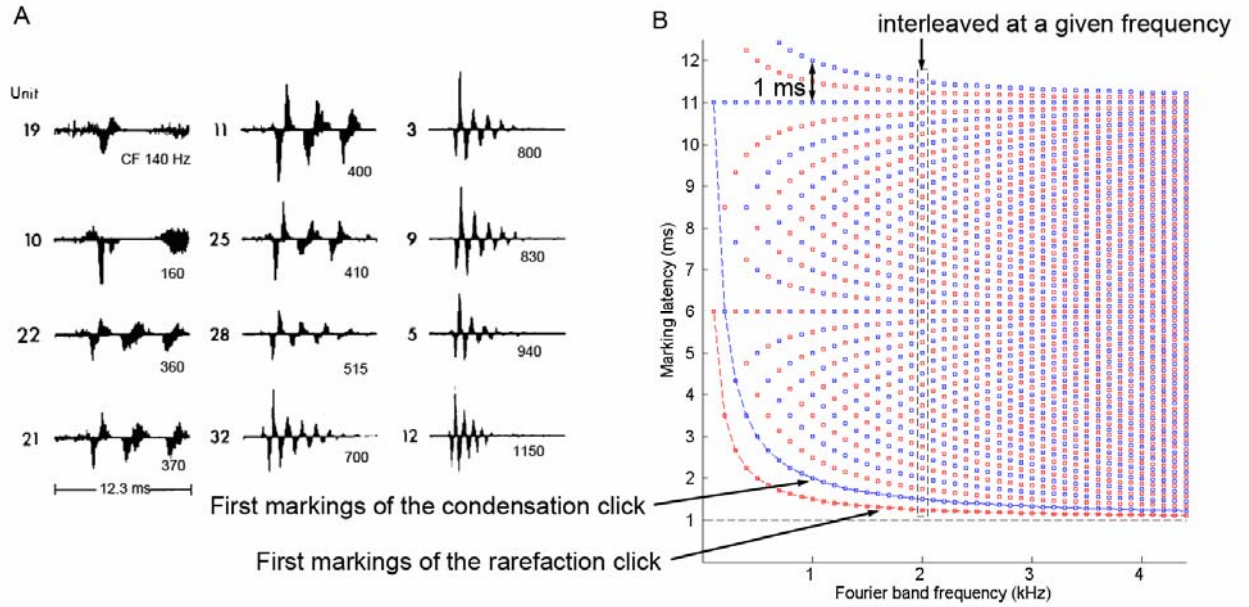 A
Unit
19
CF 140 Hz
11
400
3
800
10
160
25
410
9
830
22
360
28
515
5
940
21
370
32
700
12
1150
12.3 ms
First markings of the condensation click
First markings of the rarefaction click
B
interleaved at a given frequency
1 ms
Marking latency (ms)
12
11
10
9
8
7
6
5
4
3
2
1
1 2 3 4
Fourier band frequency (kHz)